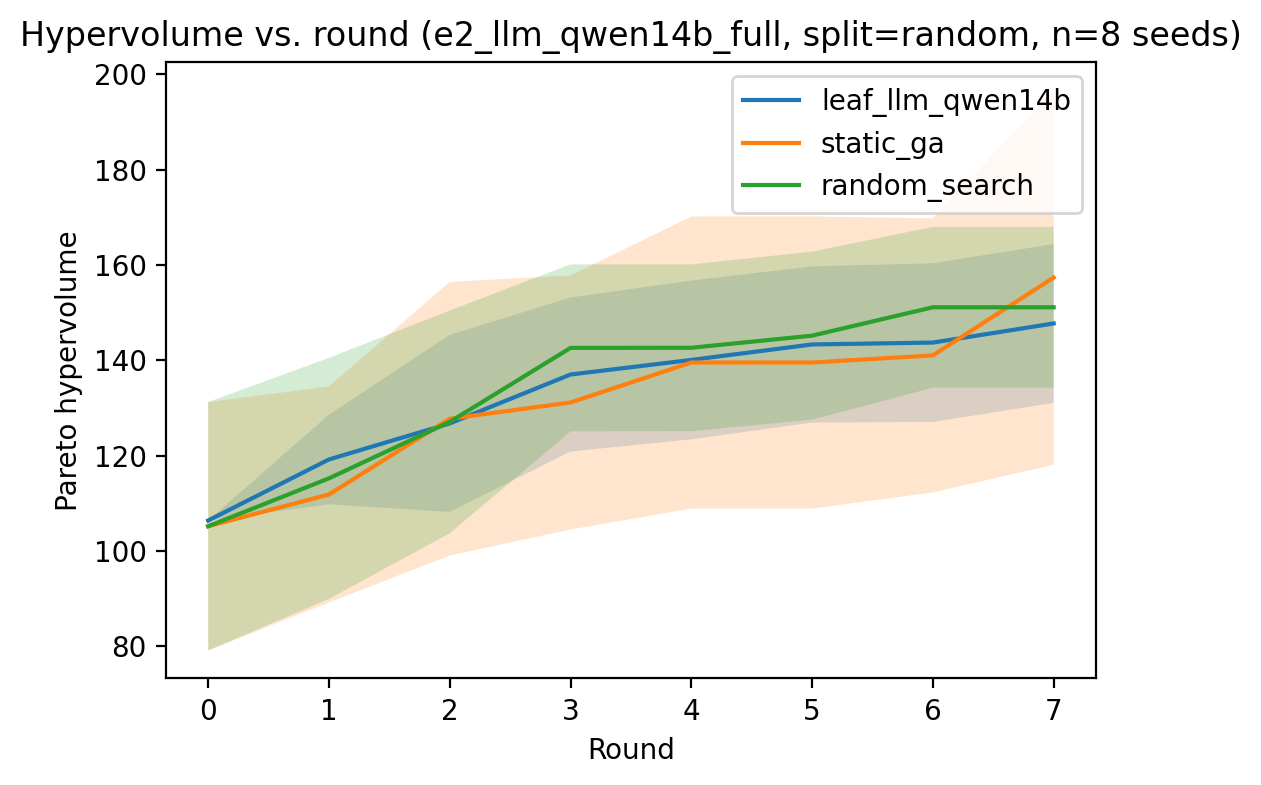 Hypervolume vs. round (e2_llm_qwen14b_full, split=random, n=8 seeds)
leaf_llm_qwen14b
static_ga
random_search
Pareto hypervolume
200
180
160
140
120
100
80
0 1 2 3 4 5 6 7
Round